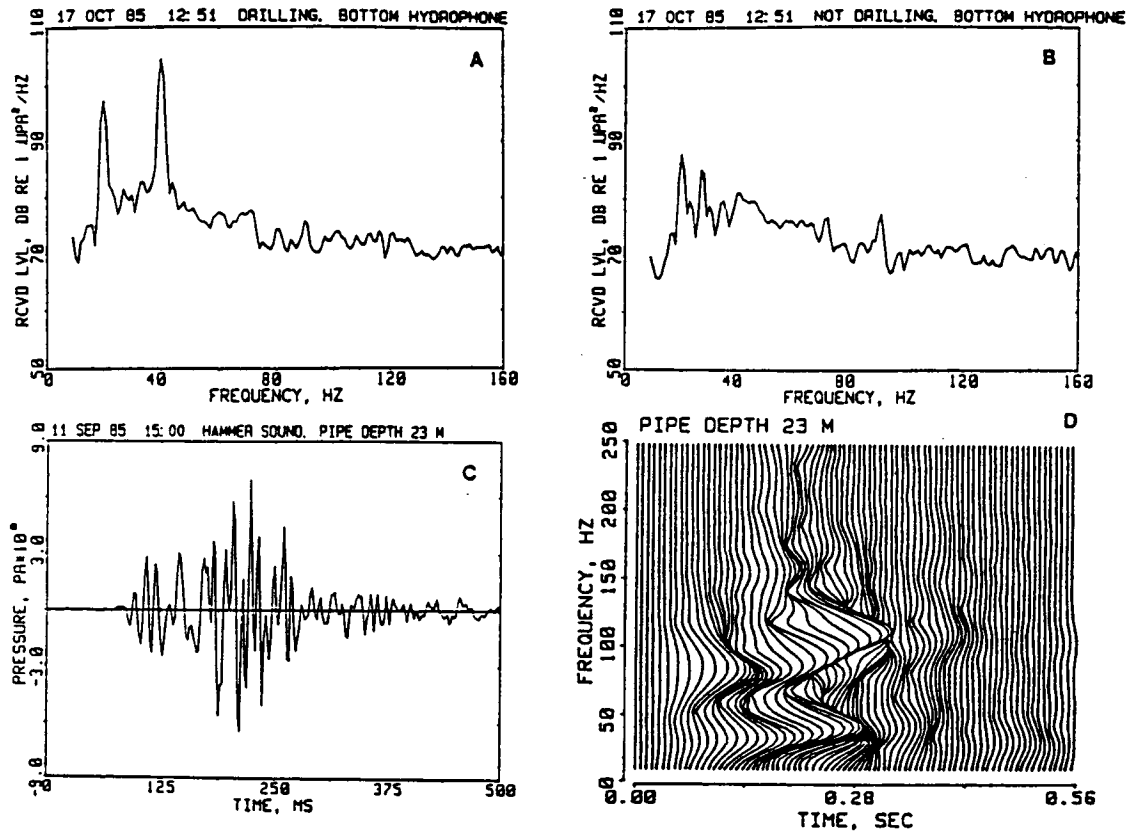 17 OCT 85 12:51 DRILLING. BOTTOM HYDROPHONE
A
RCVD LVL, DB RE 1 μPA²/HZ
110
90
70
50
0 40 80 120 160
FREQUENCY, HZ
17 OCT 85 12:51 NOT DRILLING. BOTTOM HYDROPHONE
B
RCVD LVL, DB RE 1 μPA²/HZ
110
90
70
50
0 40 80 120 160
FREQUENCY, HZ
11 SEP 85 15:00 HAMMER SOUND. PIPE DEPTH 23 M
C
9.0
3.0
-3.0
PRESSURE,
0 125 250 375 500
TIME, MS
PIPE DEPTH 23 M
D
FREQUENCY, HZ
250
200
150
100
50
0
0.00 0.28 0.56
TIME, SEC